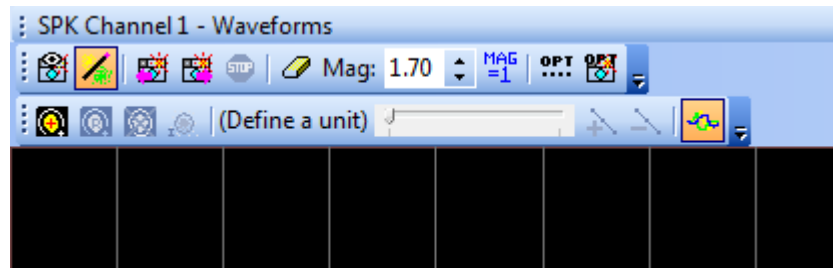 SPK Channel 1 - Waveforms
STOP Mag: 1.70 MAG =1 OPT OPT
(Define a unit)